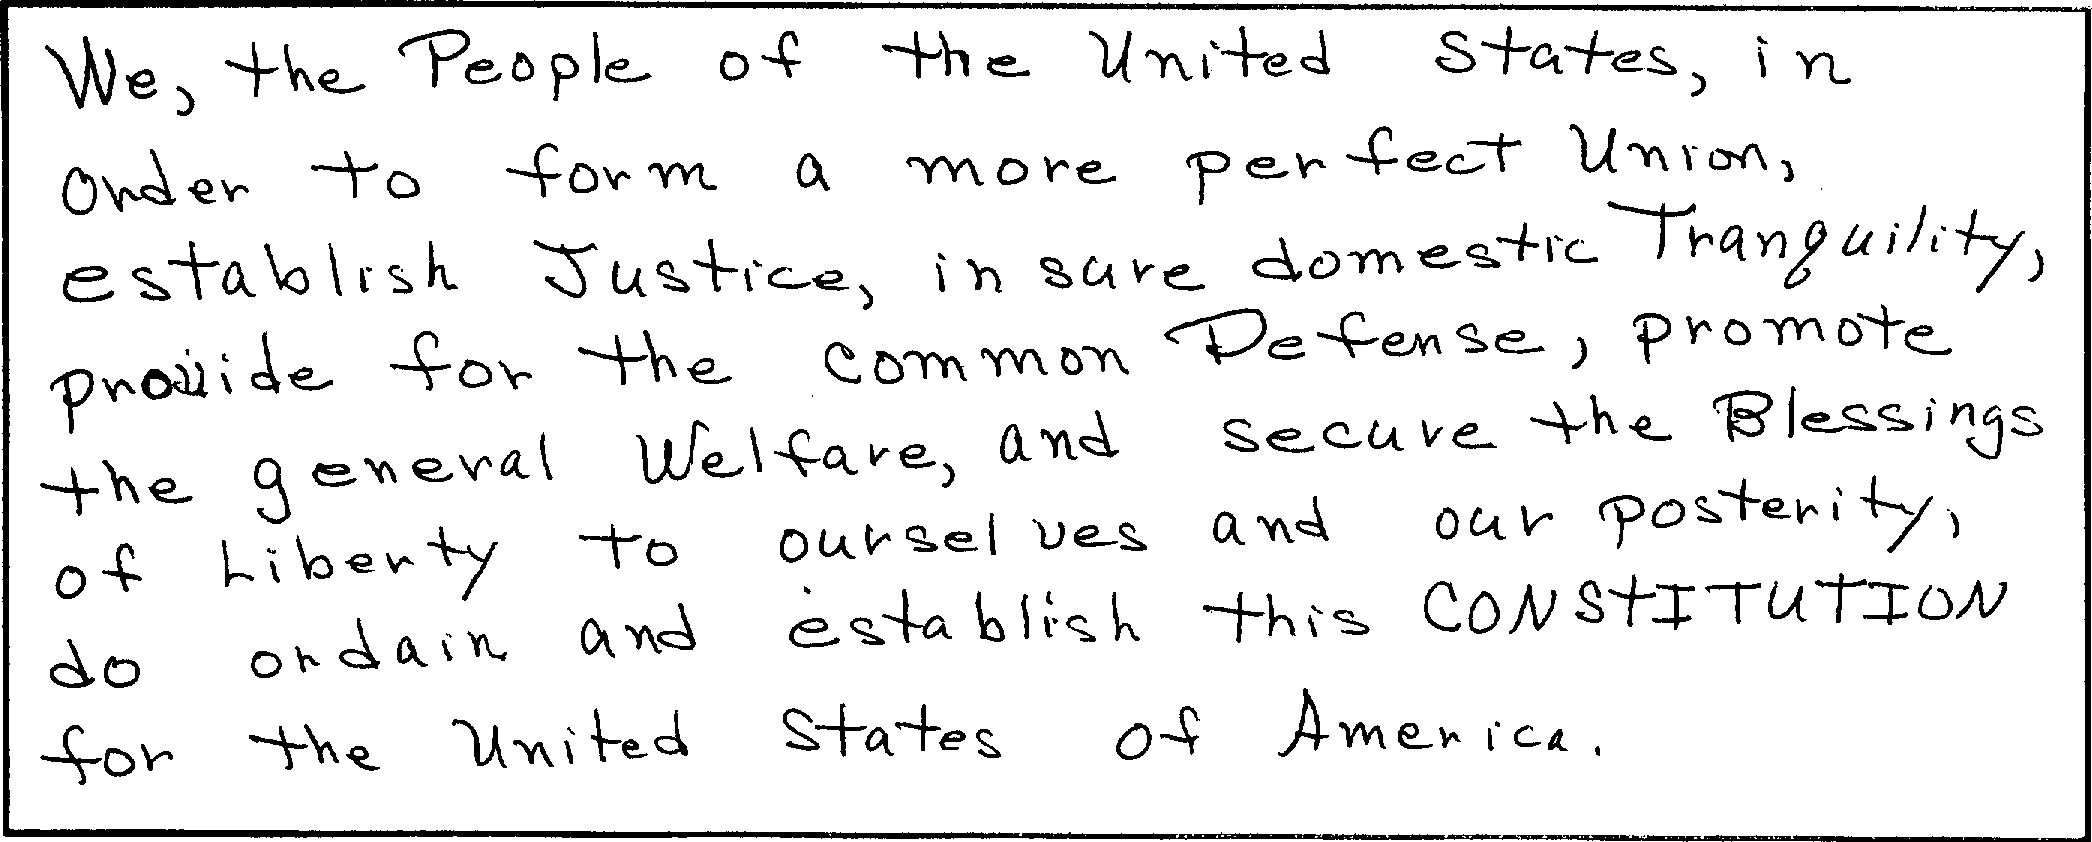 We, the People of the United States, in
Order to form a more perfect Union,
establish Justice, insure domestic Tranquility,
provide for the common Defense, promote
the general Welfare, and secure the Blessings
of Liberty to ourselves and our posterity,
do ordain and establish this CONSTITUTION
for the United States of America.